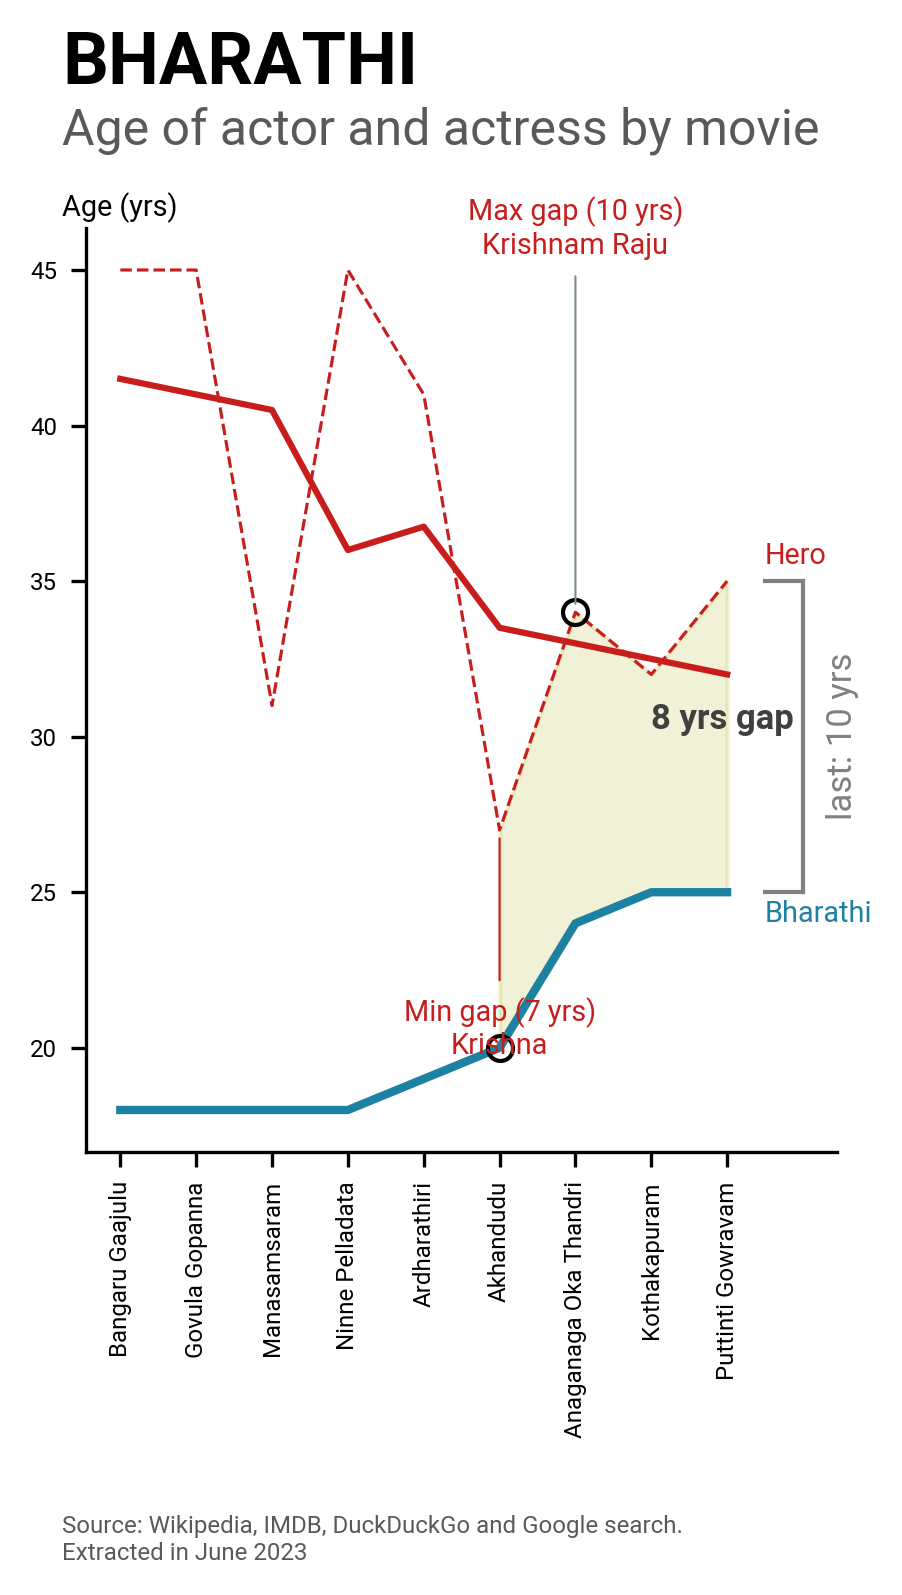 BHARATHI
Age of actor and actress by movie
Age (yrs)
Max gap (10 yrs)
Krishnam Raju
45
40
35
30
25
20
Hero
8 yrs gap
last: 10 yrs
Bharathi
Min gap (7 yrs)
Krishna
Bangaru Gaajulu
Govula Gopanna
Manasamsaram
Ninne Pelladata
Ardharathiri
Akhandudu
Anaganaga Oka Thandri
Kothakapuram
Puttinti Gowravam
Source: Wikipedia, IMDB, DuckDuckGo and Google search.
Extracted in June 2023